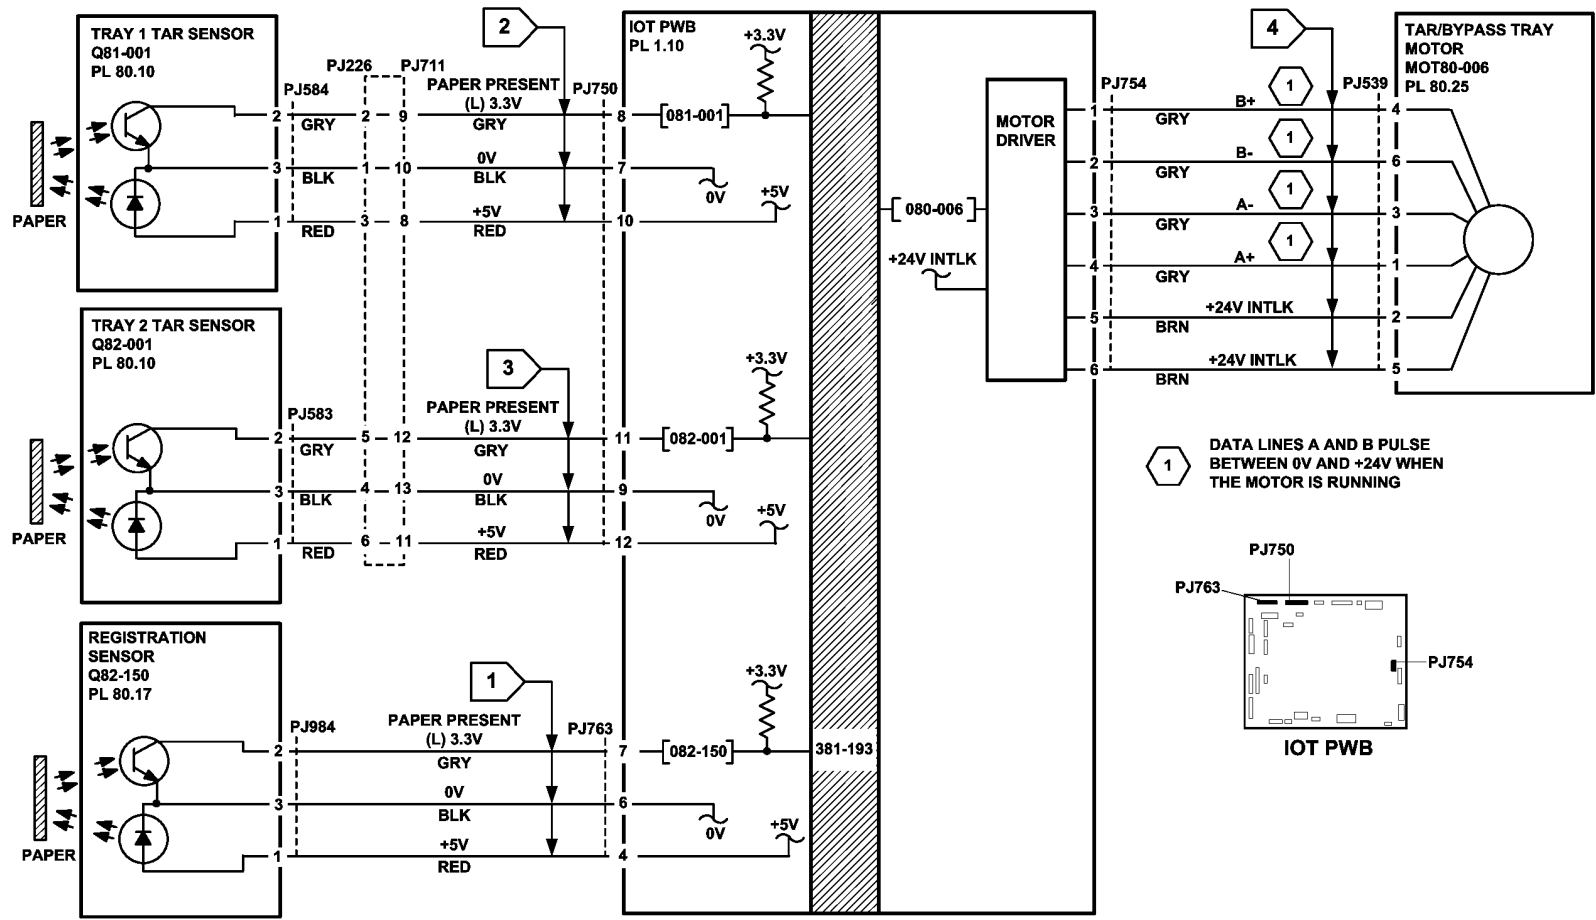 TRAY 1 TAR SENSOR
Q81-001
PL 80.10
PAPER
2
3
1
PJ584
GRY
BLK
RED
PJ226
PJ711
2 9
1 10
3 8
PAPER PRESENT
(L) 3.3V
GRY
0V
BLK
+5V
RED
2
PJ750
8
7
10
IOT PWB
PL 1.10
+3.3V
081-001
0V
+5V
TRAY 2 TAR SENSOR
Q82-001
PL 80.10
PAPER
2
3
1
PJ583
GRY
BLK
RED
5 12
4 13
6 11
3
PAPER PRESENT
(L) 3.3V
GRY
0V
BLK
+5V
RED
11
9
12
+3.3V
082-001
0V
+5V
REGISTRATION
SENSOR
Q82-150
PL 80.17
PAPER
2
3
1
PJ984
1
PAPER PRESENT
(L) 3.3V
GRY
0V
BLK
+5V
RED
PJ763
7
6
4
+3.3V
082-150
0V
+5V
381-193
080-006
+24V INTLK
MOTOR
DRIVER
PJ754
1
2
3
4
5
6
GRY
GRY
GRY
GRY
BRN
BRN
B+
B-
A-
A+
+24V INTLK
+24V INTLK
1
1
1
1
4
PJ539
4
6
3
1
2
5
TAR/BYPASS TRAY
MOTOR
MOT80-006
PL 80.25
1
DATA LINES A AND B PULSE
BETWEEN 0V AND +24V WHEN
THE MOTOR IS RUNNING
PJ750
PJ763
PJ754
IOT PWB